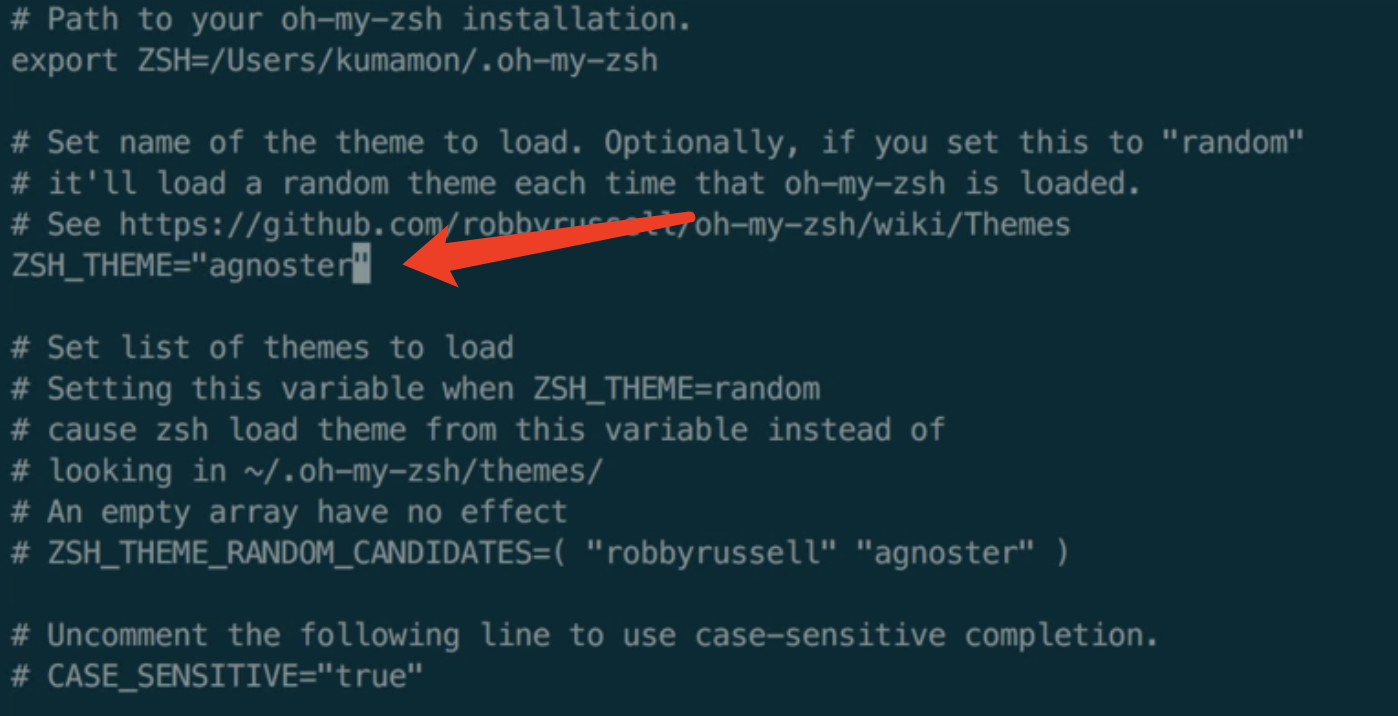 # Path to your oh-my-zsh installation.
export ZSH=/Users/kumamon/.oh-my-zsh
# Set name of the theme to load. Optionally, if you set this to "random"
# it'll load a random theme each time that oh-my-zsh is loaded.
# See https://github.com/robbyrussell/oh-my-zsh/wiki/Themes
ZSH_THEME="agnoster"
# Set list of themes to load
# Setting this variable when ZSH_THEME=random
# cause zsh load theme from this variable instead of
# looking in ~/.oh-my-zsh/themes/
# An empty array have no effect
# ZSH_THEME_RANDOM_CANDIDATES=( "robbyrussell" "agnoster" )
# Uncomment the following line to use case-sensitive completion.
# CASE_SENSITIVE="true"